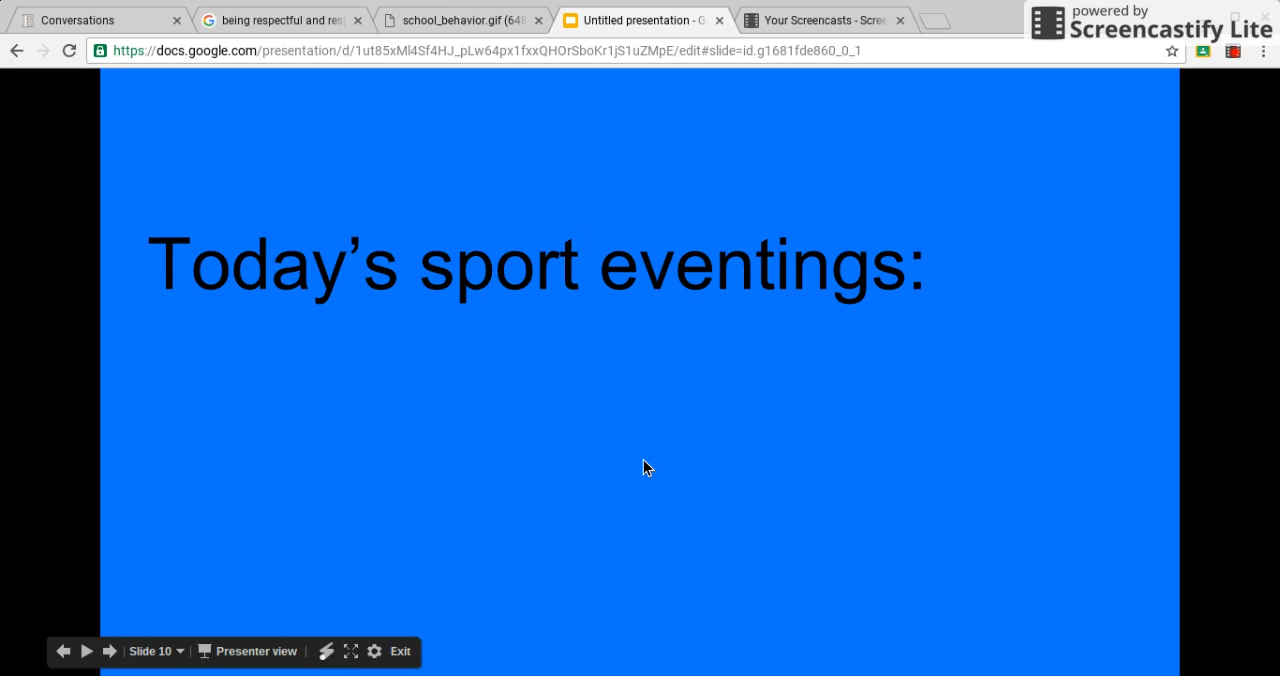 Conversations
being respectful and res
school_behavior.gif (648
Untitled presentation - G
Your Screencasts - Scree
powered by
Screencastify Lite
https://docs.google.com/presentation/d/1ut85xMl4Sf4HJ_pLw64px1fxxQHOrSboKr1jS1uZMpE/edit#slide=id.g1681fde860_0_1
Today’s sport eventings:
Slide 10
Presenter view
Exit